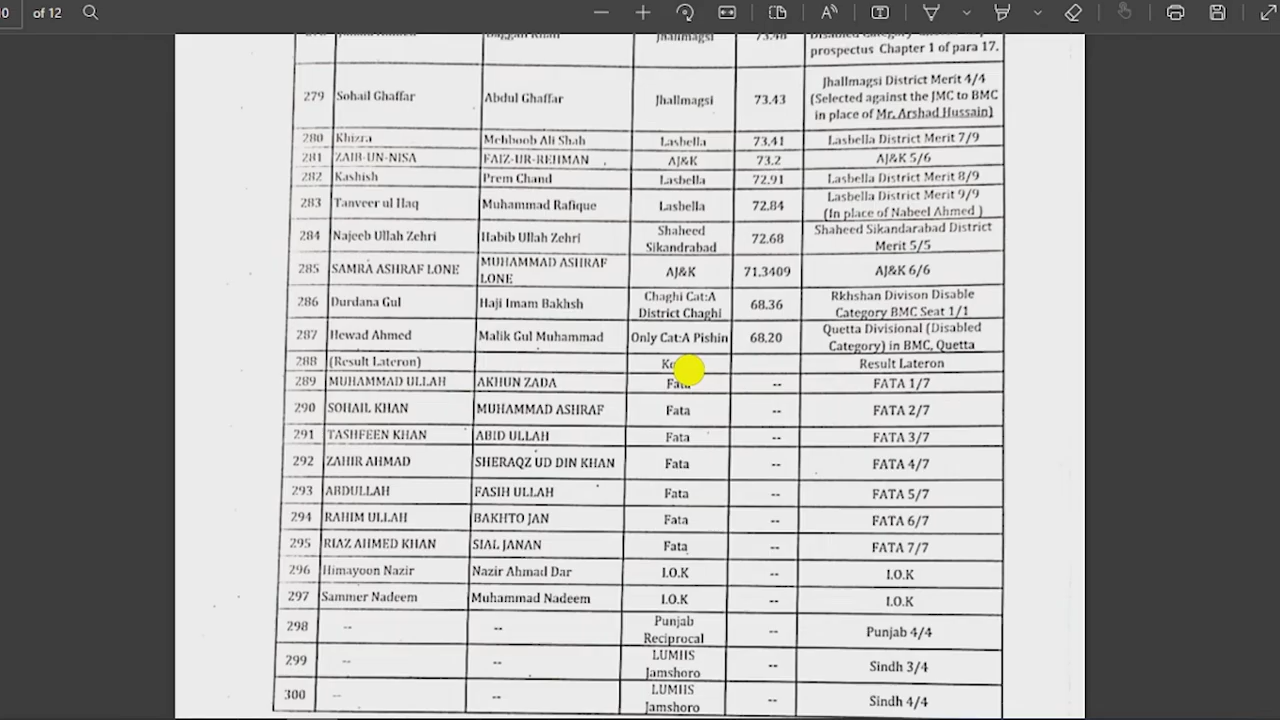 of 12
prospectus Chapter 1 of para 17.
279 Sohail Ghaffar Abdul Ghaffar Jhallmagsi 73.43 Jhallmagsi District Merit 4/4
(Selected against the JMC to BMC
in place of Mr. Arshad Hussain)
280 Khizra Mehboob Ali Shah Lasbella 73.41 Lasbella District Merit 7/9
281 ZAIB-UN-NISA FAIZ-UR-REHMAN AJ&K 73.2 AJ&K 5/6
282 Kashish Prem Chand Lasbella 72.91 Lasbella District Merit 8/9
283 Tanveer ul Haq Muhammad Rafique Lasbella 72.84 Lasbella District Merit 9/9
(In place of Nabeel Ahmed )
284 Najeeb Ullah Zehri Habib Ullah Zehri Shaheed
Sikandrabad 72.68 Shaheed Sikandarabad District
Merit 5/5
285 SAMRA ASHRAF LONE MUHAMMAD ASHRAF
LONE AJ&K 71.3409 AJ&K 6/6
286 Durdana Gul Haji Imam Bakhsh Chaghi Cat:A
District Chaghi 68.36 Rkhshan Divison Disable
Category BMC Seat 1/1
287 Hewad Ahmed Malik Gul Muhammad Only Cat:A Pishin 68.20 Quetta Divisional (Disabled
Category) in BMC, Quetta
288 (Result Lateron) Result Lateron
289 MUHAMMAD ULLAH AKHUN ZADA Fata -- FATA 1/7
290 SOHAIL KHAN MUHAMMAD ASHRAF Fata -- FATA 2/7
291 TASHFEEN KHAN ABID ULLAH Fata -- FATA 3/7
292 ZAHIR AHMAD SHERAQZ UD DIN KHAN Fata -- FATA 4/7
293 ABDULLAH FASIH ULLAH Fata -- FATA 5/7
294 RAHIM ULLAH BAKHTO JAN Fata -- FATA 6/7
295 RIAZ AHMED KHAN SIAL JANAN Fata -- FATA 7/7
296 Himayoon Nazir Nazir Ahmad Dar I.O.K -- I.O.K
297 Sammer Nadeem Muhammad Nadeem I.O.K -- I.O.K
298 -- -- Punjab
Reciprocal -- Punjab 4/4
299 -- -- LUMHS
Jamshoro -- Sindh 3/4
300 -- -- LUMHS
Jamshoro -- Sindh 4/4